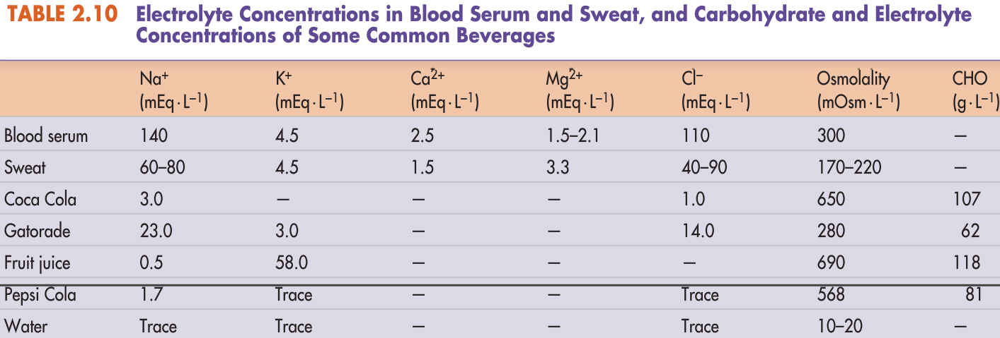 TABLE 2.10 Electrolyte Concentrations in Blood Serum and Sweat, and Carbohydrate and Electrolyte
Concentrations of Some Common Beverages
Na⁺ K⁺ Ca²⁺ Mg²⁺ Cl⁻ Osmolality CHO
(mEq·L⁻¹) (mEq·L⁻¹) (mEq·L⁻¹) (mEq·L⁻¹) (mEq·L⁻¹) (mOsm·L⁻¹) (g·L⁻¹)
Blood serum 140 4.5 2.5 1.5–2.1 110 300 —
Sweat 60–80 4.5 1.5 3.3 40–90 170–220 —
Coca Cola 3.0 — — — 1.0 650 107
Gatorade 23.0 3.0 — — 14.0 280 62
Fruit juice 0.5 58.0 — — — 690 118
Pepsi Cola 1.7 Trace — — Trace 568 81
Water Trace Trace — — Trace 10–20 —